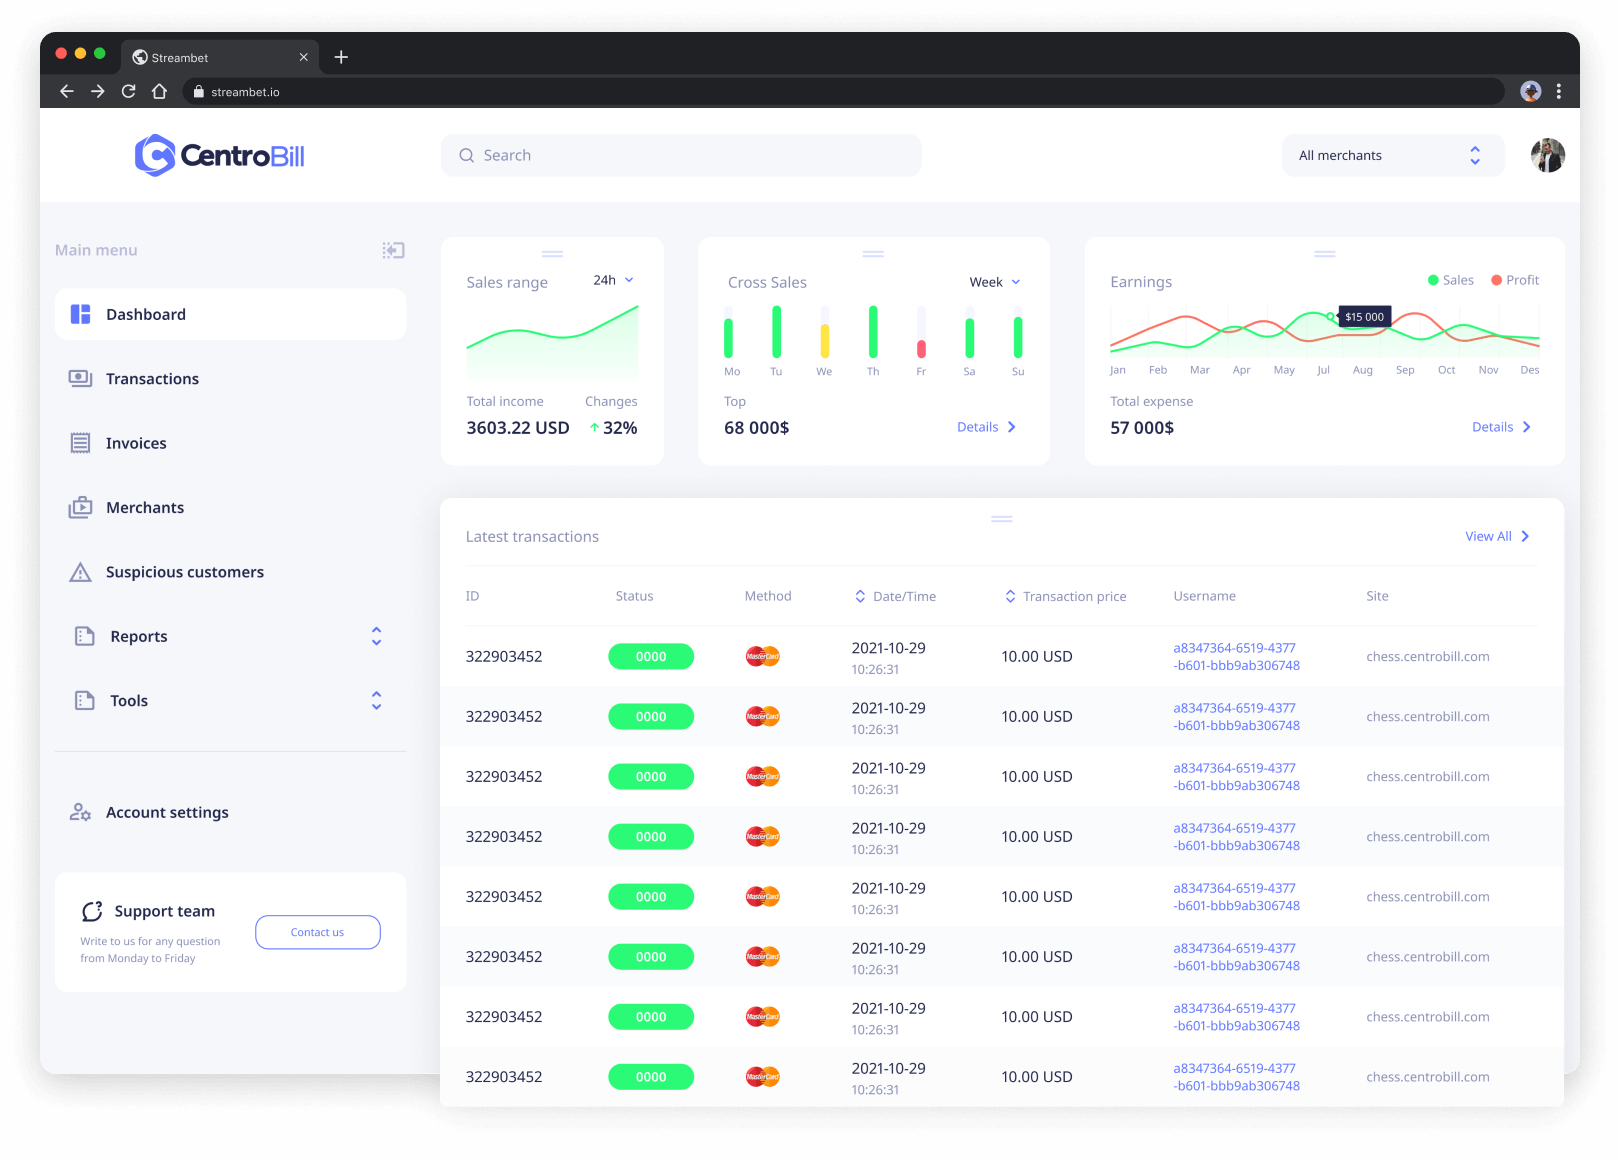 Streambet
streambet.io
CentroBill
Search
All merchants
Main menu
Dashboard
Transactions
Invoices
Merchants
Suspicious customers
Reports
Tools
Account settings
Support team
Write to us for any question
from Monday to Friday
Contact us
Sales range
24h
Total income
Changes
3603.22 USD
32%
Cross Sales
Week
Mo Tu We Th Fr Sa Su
Top
68 000$
Details
Earnings
Sales
Profit
$15 000
Jan Feb Mar Apr May Jul Aug Sep Oct Nov Des
Total expense
57 000$
Details
Latest transactions
View All
ID Status Method Date/Time Transaction price Username Site
322903452 0000 MasterCard 2021-10-29 10.00 USD a8347364-6519-4377 chess.centrobill.com
10:26:31 -b601-bbb9ab306748
322903452 0000 MasterCard 2021-10-29 10.00 USD a8347364-6519-4377 chess.centrobill.com
10:26:31 -b601-bbb9ab306748
322903452 0000 MasterCard 2021-10-29 10.00 USD a8347364-6519-4377 chess.centrobill.com
10:26:31 -b601-bbb9ab306748
322903452 0000 MasterCard 2021-10-29 10.00 USD a8347364-6519-4377 chess.centrobill.com
10:26:31 -b601-bbb9ab306748
322903452 0000 MasterCard 2021-10-29 10.00 USD a8347364-6519-4377 chess.centrobill.com
10:26:31 -b601-bbb9ab306748
322903452 0000 MasterCard 2021-10-29 10.00 USD a8347364-6519-4377 chess.centrobill.com
10:26:31 -b601-bbb9ab306748
322903452 0000 MasterCard 2021-10-29 10.00 USD a8347364-6519-4377 chess.centrobill.com
10:26:31 -b601-bbb9ab306748
322903452 0000 MasterCard 2021-10-29 10.00 USD a8347364-6519-4377 chess.centrobill.com
10:26:31 -b601-bbb9ab306748